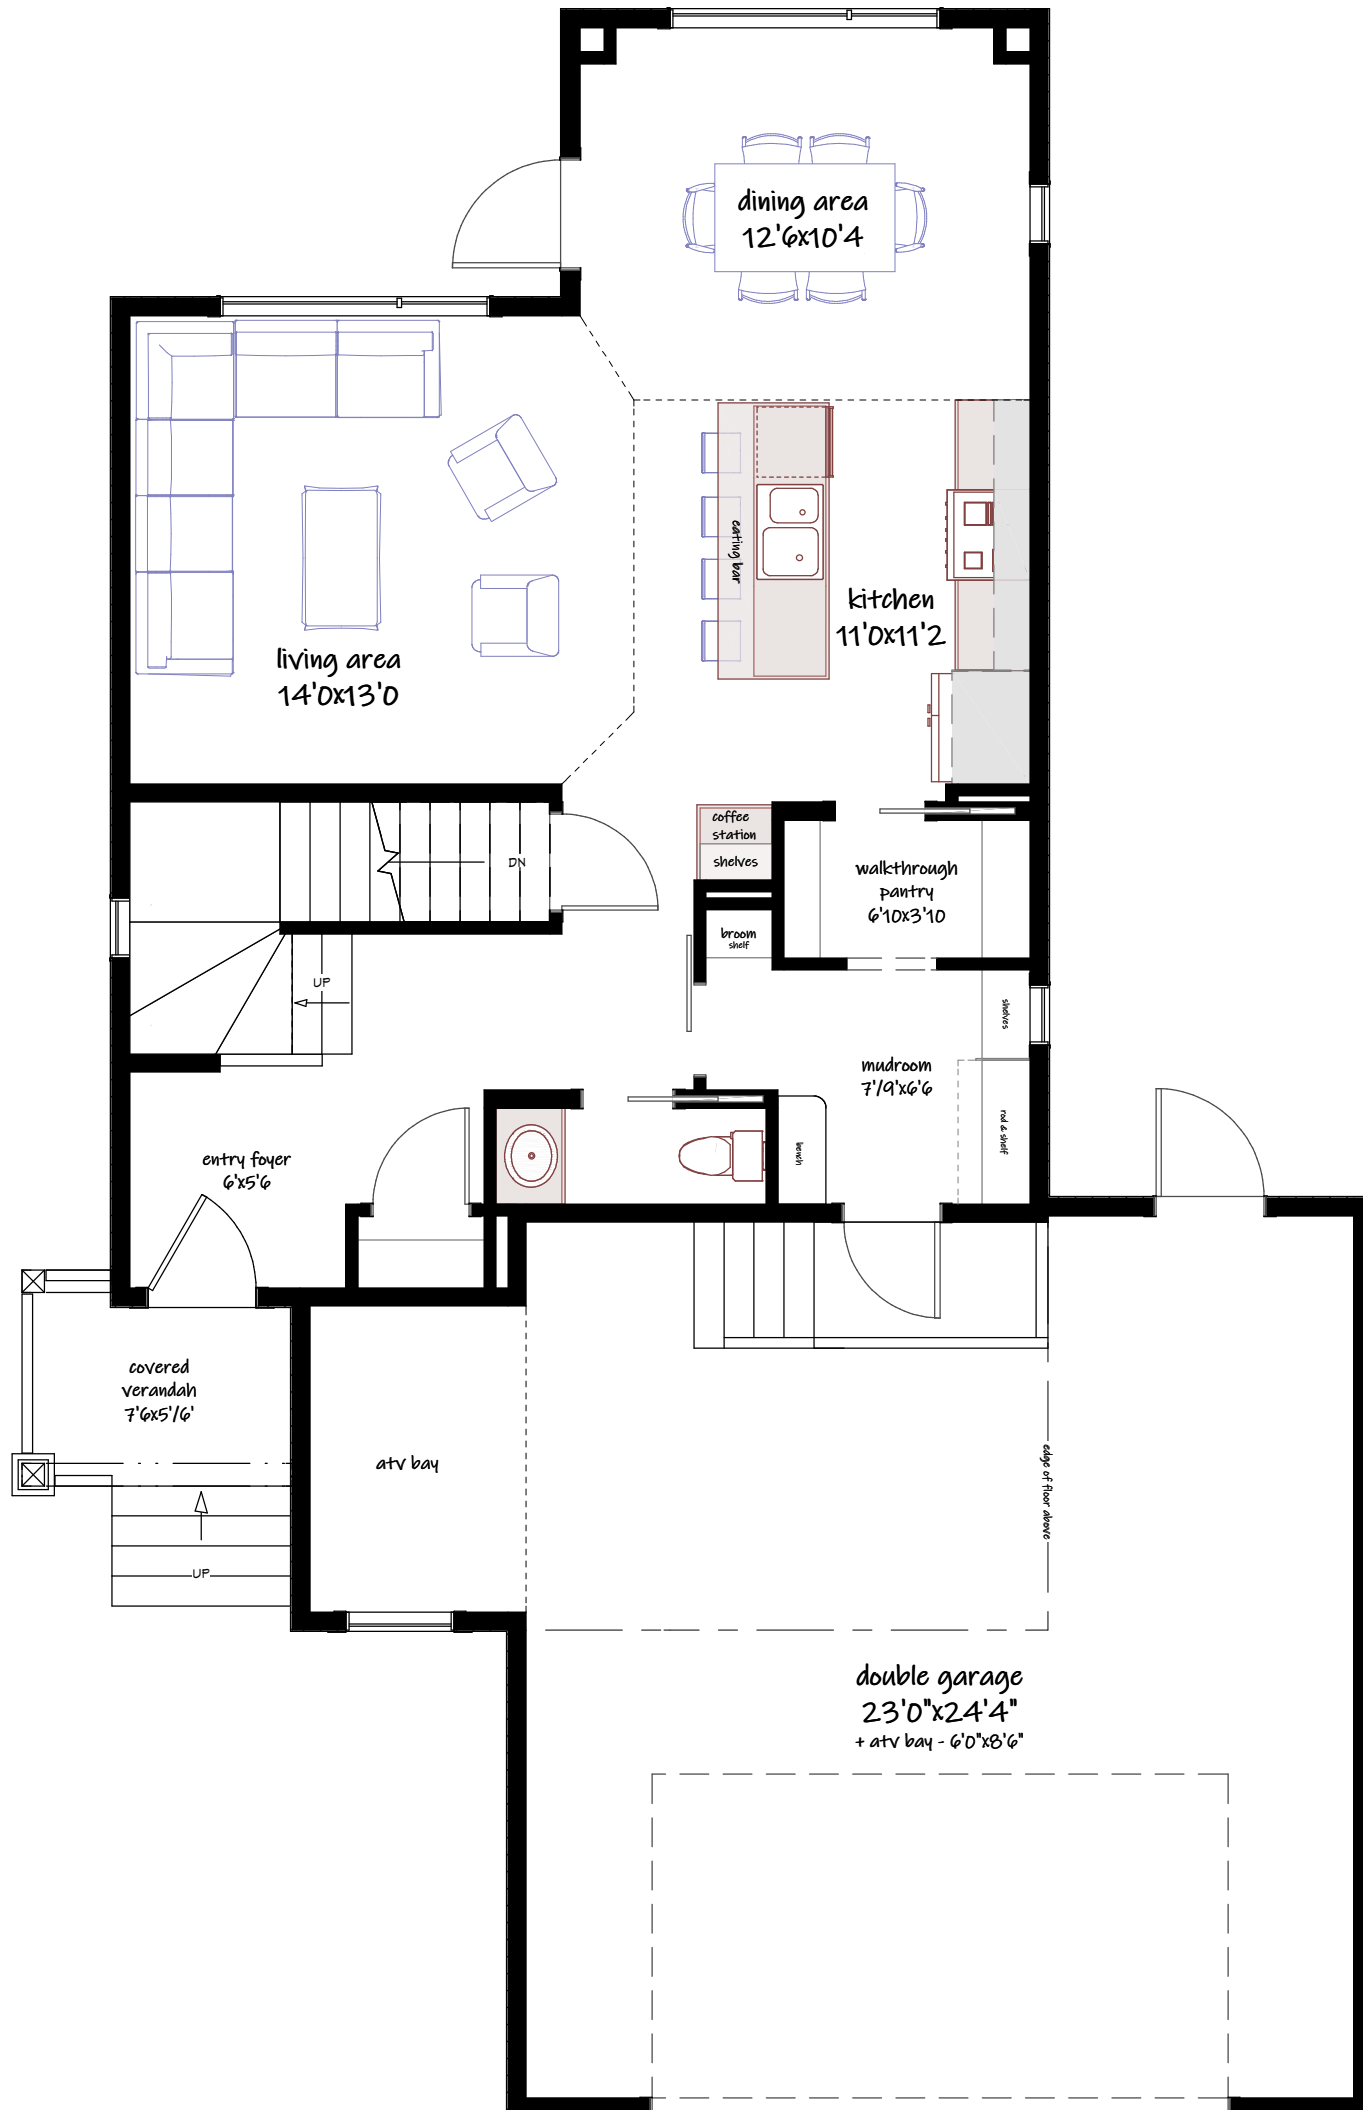 dining area
12'6x10'4
eating bar
kitchen
11'0x11'2
living area
14'0x13'0
coffee
station
shelves
DN
walkthrough
pantry
6'10x3'10
broom
shelf
UP
shelves
mudroom
7'/9'x6'6
rod & shelf
bench
entry foyer
6'x5'6
covered
verandah
7'6x5'/6'
atv bay
edge of floor above
UP
double garage
23'0"x24'4"
+ atv bay - 6'0"x8'6"